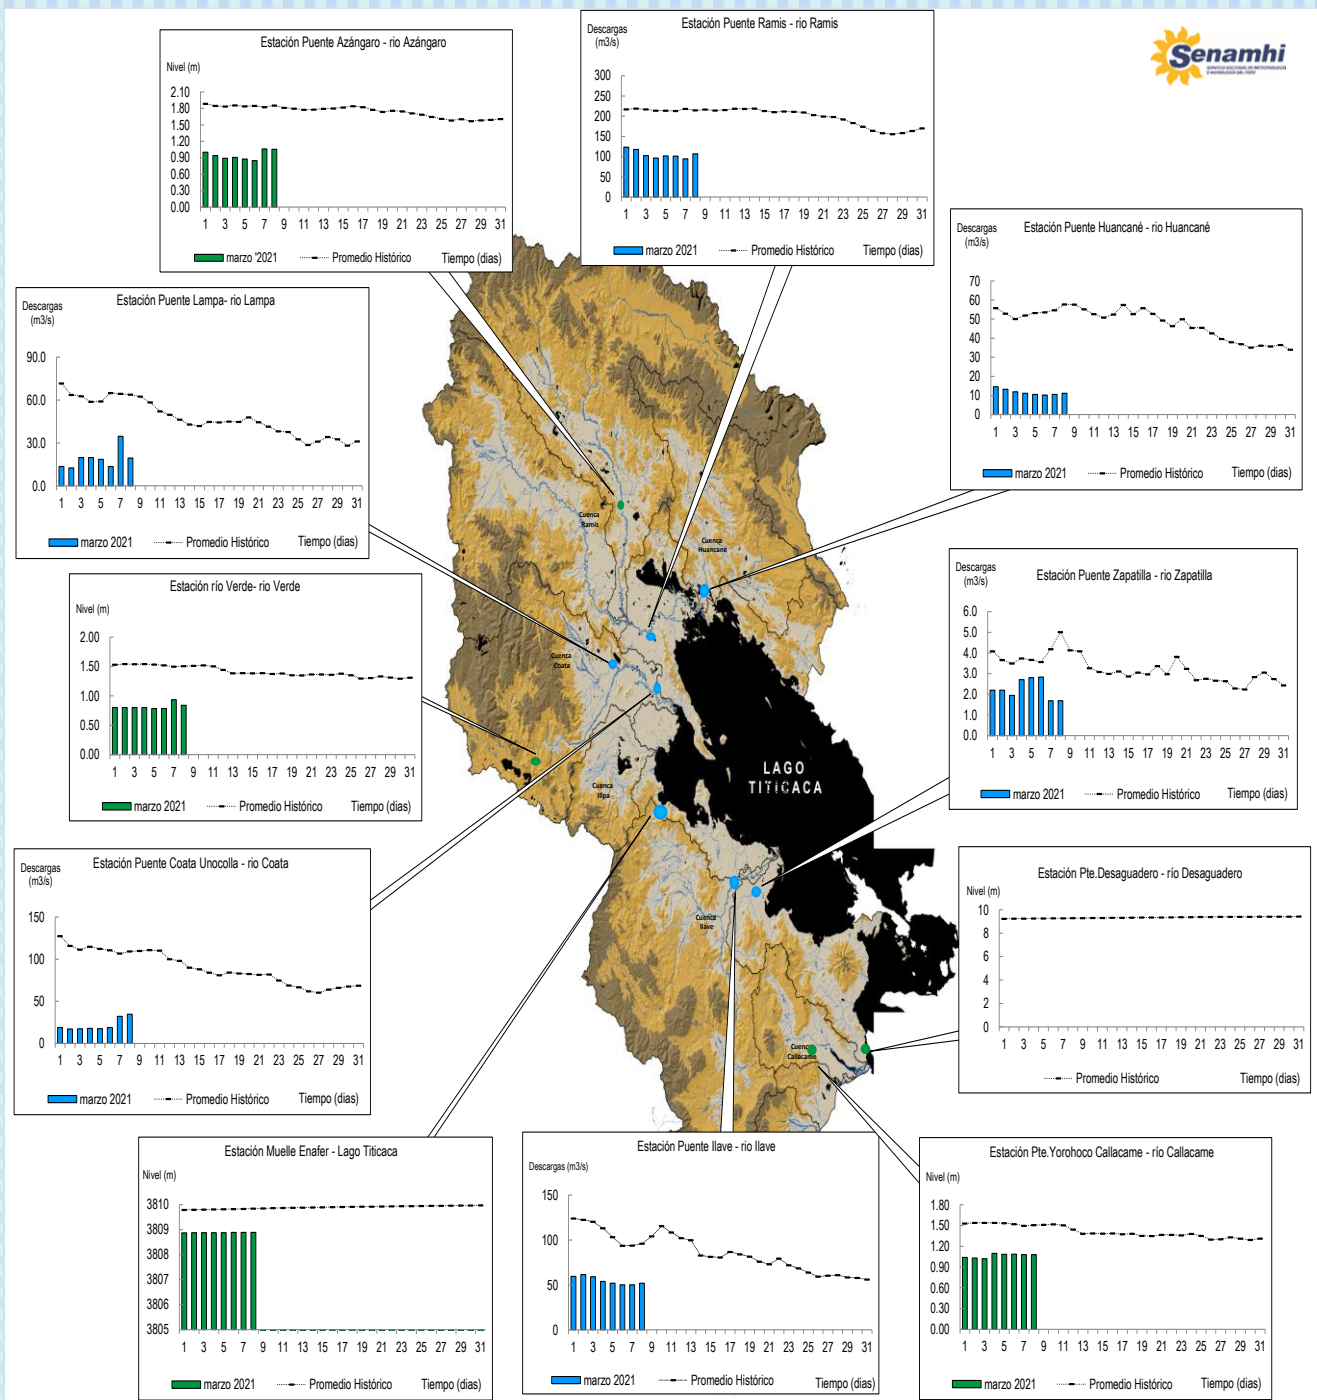 Estación Puente Azángaro - rio Azángaro
Nivel (m)
2.10
1.80
1.50
1.20
0.90
0.60
0.30
0.00
1 3 5 7 9 11 13 15 17 19 21 23 25 27 29 31
marzo '2021 Promedio Histórico Tiempo (dias)
Estación Puente Ramis - rio Ramis
Descargas
(m3/s)
300
250
200
150
100
50
0
1 3 5 7 9 11 13 15 17 19 21 23 25 27 29 31
marzo 2021 Promedio Histórico Tiempo (dias)
Senamhi
SERVICIO NACIONAL DE METEOROLOGÍA
E HIDROLOGÍA DEL PERÚ
Estación Puente Huancané - rio Huancané
Descargas
(m3/s)
70
60
50
40
30
20
10
0
1 3 5 7 9 11 13 15 17 19 21 23 25 27 29 31
marzo 2021 Promedio Histórico Tiempo (dias)
Estación Puente Lampa- rio Lampa
Descargas
(m3/s)
90.0
60.0
30.0
0.0
1 3 5 7 9 11 13 15 17 19 21 23 25 27 29 31
marzo 2021 Promedio Histórico Tiempo (dias)
Cuenca
Ramis
Cuenca
Huancané
Cuenca
Coata
Cuenca
Illpa
LAGO
TITICACA
Cuenca
Ilave
Cuenca
Callacame
Estación río Verde- rio Verde
Nivel (m)
2.00
1.50
1.00
0.50
0.00
1 3 5 7 9 11 13 15 17 19 21 23 25 27 29 31
marzo 2021 Promedio Histórico Tiempo (dias)
Estación Puente Zapatilla - rio Zapatilla
Descargas
(m3/s)
6.0
5.0
4.0
3.0
2.0
1.0
0.0
1 3 5 7 9 11 13 15 17 19 21 23 25 27 29 31
marzo 2021 Promedio Histórico Tiempo (dias)
Estación Puente Coata Unocolla - rio Coata
Descargas
(m3/s)
150
100
50
0
1 3 5 7 9 11 13 15 17 19 21 23 25 27 29 31
marzo 2021 Promedio Histórico Tiempo (dias)
Estación Pte.Desaguadero - río Desaguadero
Nivel (m)
10
8
6
4
2
0
1 3 5 7 9 11 13 15 17 19 21 23 25 27 29 31
Promedio Histórico Tiempo (dias)
Estación Muelle Enafer - Lago Titicaca
Nivel (m)
3810
3809
3808
3807
3806
3805
1 3 5 7 9 11 13 15 17 19 21 23 25 27 29 31
marzo 2021 Promedio Histórico Tiempo (dias)
Estación Puente Ilave - rio Ilave
Descargas (m3/s)
150
100
50
0
1 3 5 7 9 11 13 15 17 19 21 23 25 27 29 31
marzo 2021 Promedio Histórico Tiempo (dias)
Estación Pte.Yorohoco Callacame - río Callacame
Nivel (m)
1.80
1.50
1.20
0.90
0.60
0.30
0.00
1 3 5 7 9 11 13 15 17 19 21 23 25 27 29 31
marzo 2021 Promedio Histórico Tiempo (dias)